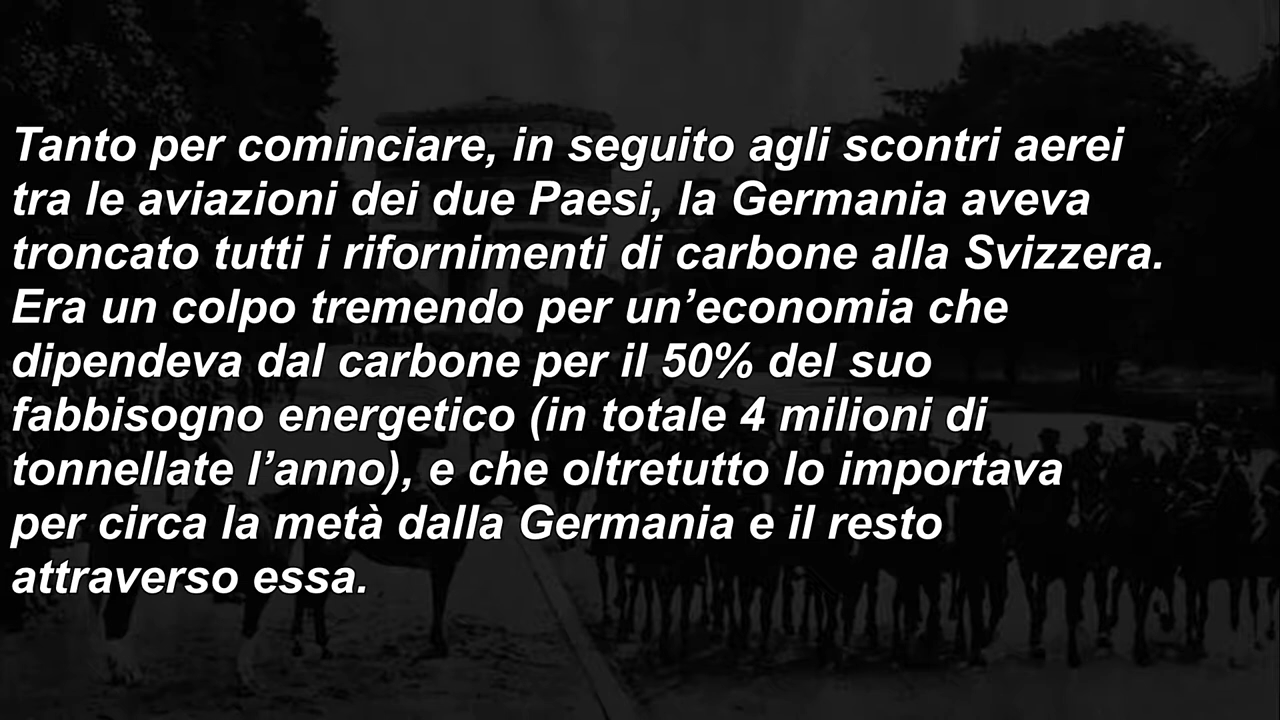 Tanto per cominciare, in seguito agli scontri aerei
tra le aviazioni dei due Paesi, la Germania aveva
troncato tutti i rifornimenti di carbone alla Svizzera.
Era un colpo tremendo per un’economia che
dipendeva dal carbone per il 50% del suo
fabbisogno energetico (in totale 4 milioni di
tonnellate l’anno), e che oltretutto lo importava
per circa la metà dalla Germania e il resto
attraverso essa.